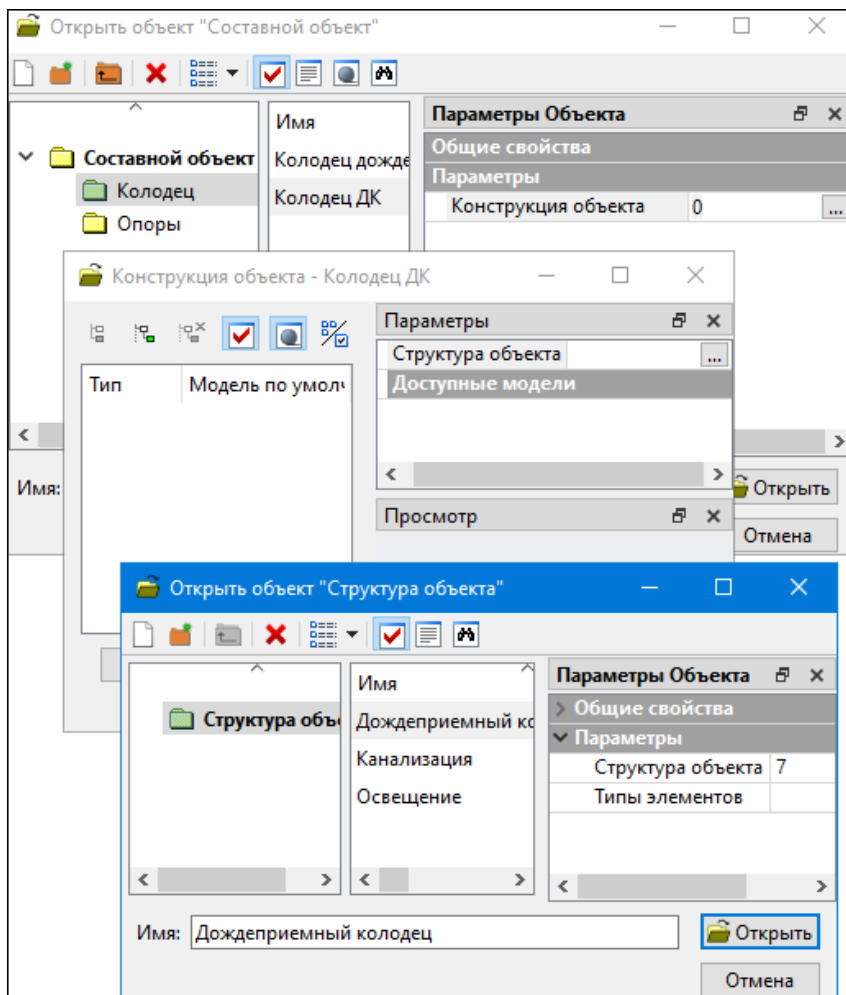 Открыть объект "Составной объект"
Имя
Параметры Объекта
Общие свойства
Составной объект
Колодец дожде
Параметры
Колодец
Колодец ДК
Конструкция объекта 0 ...
Опоры
Конструкция объекта - Колодец ДК
Параметры
Структура объекта ...
Тип Модель по умолч
Доступные модели
Имя:
Открыть
Просмотр
Отмена
Открыть объект "Структура объекта"
Имя
Параметры Объекта
Общие свойства
Структура объе
Дождеприемный ко
Параметры
Канализация
Структура объекта 7
Освещение
Типы элементов
Имя: Дождеприемный колодец
Открыть
Отмена